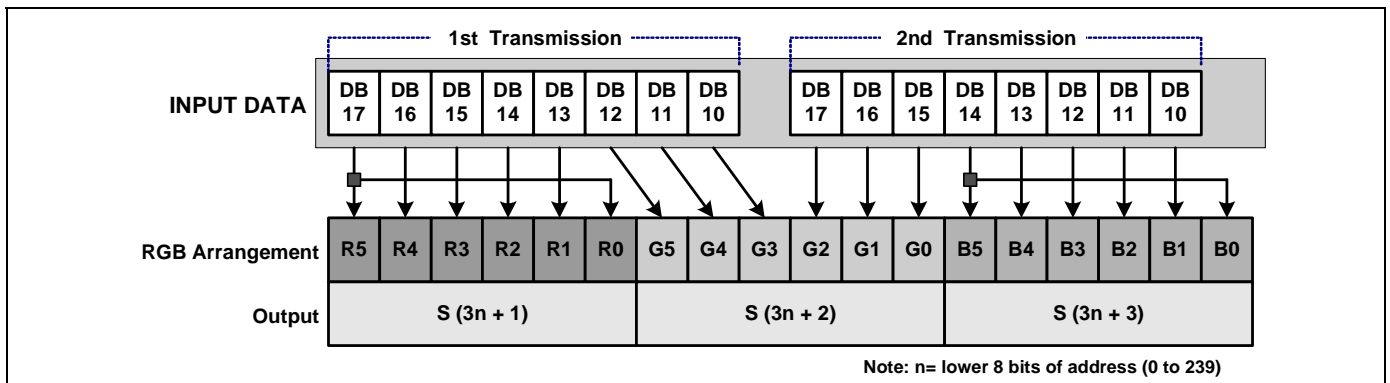 1st Transmission 2nd Transmission
INPUT DATA
DB 17 DB 16 DB 15 DB 14 DB 13 DB 12 DB 11 DB 10 DB 17 DB 16 DB 15 DB 14 DB 13 DB 12 DB 11 DB 10
RGB Arrangement R5 R4 R3 R2 R1 R0 G5 G4 G3 G2 G1 G0 B5 B4 B3 B2 B1 B0
Output S (3n + 1) S (3n + 2) S (3n + 3)
Note: n= lower 8 bits of address (0 to 239)